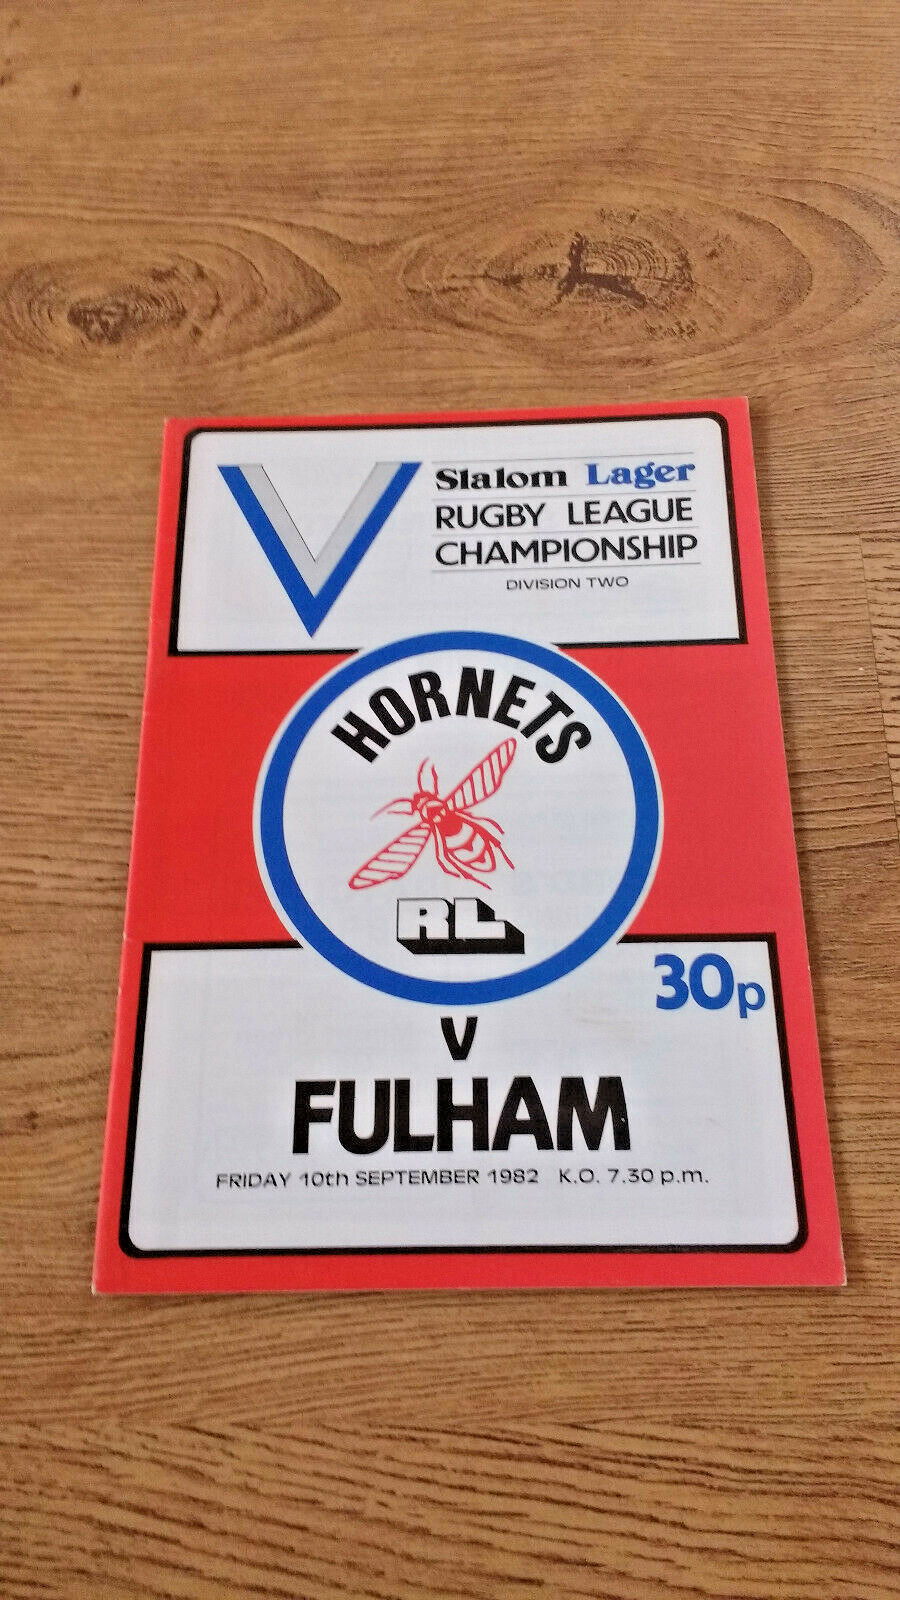 Slalom Lager
RUGBY LEAGUE
CHAMPIONSHIP
DIVISION TWO
HORNETS
RL
30p
V
FULHAM
FRIDAY 10th SEPTEMBER 1982 K.O. 7.30 p.m.